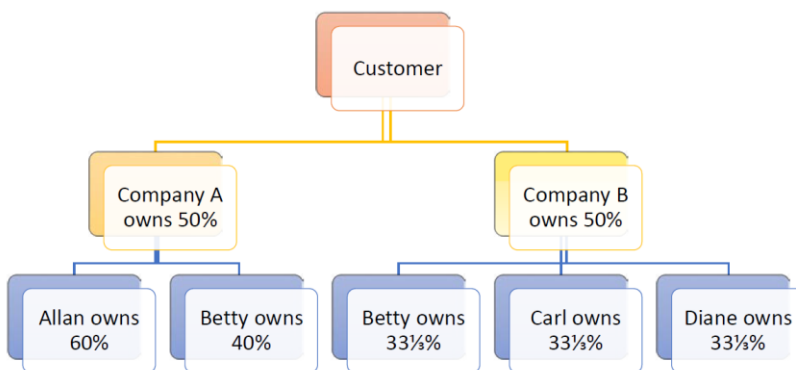 Customer
Company A
owns 50%
Company B
owns 50%
Allan owns
60%
Betty owns
40%
Betty owns
33⅓%
Carl owns
33⅓%
Diane owns
33⅓%